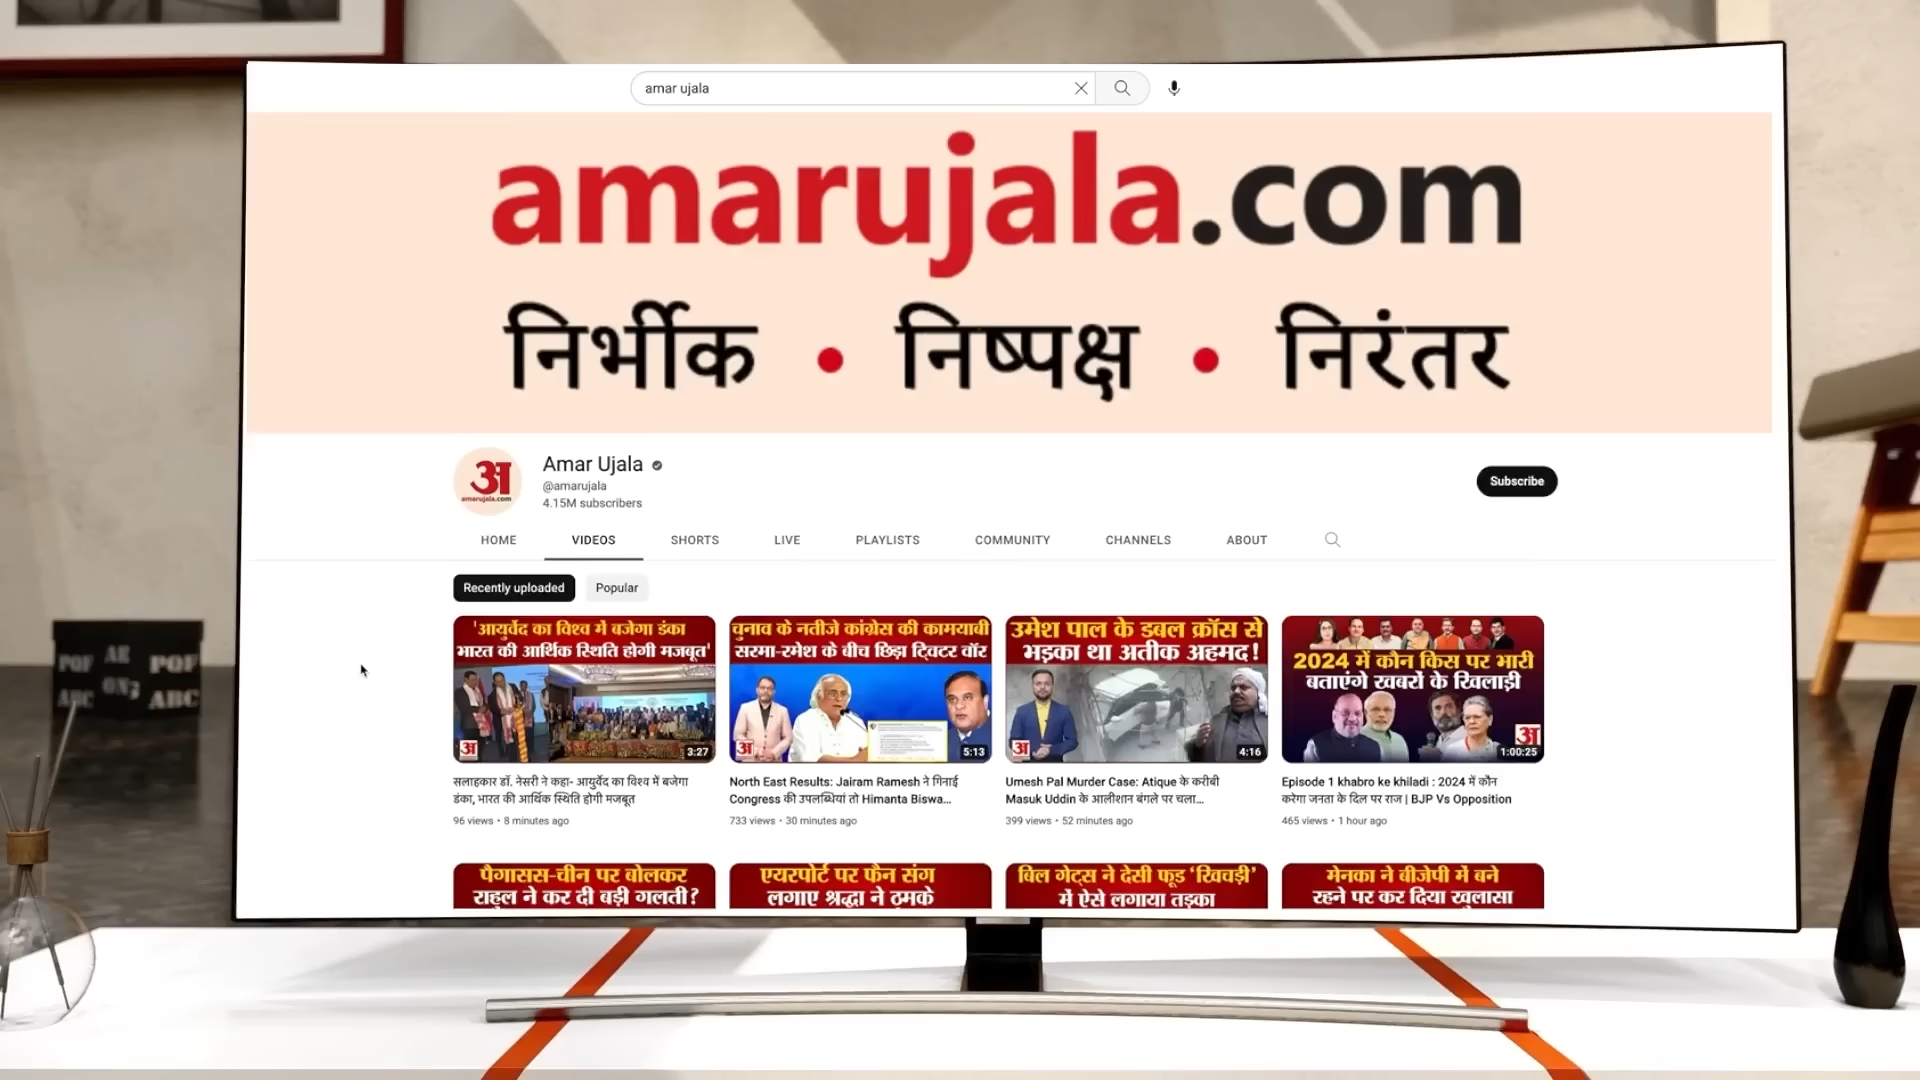 amar ujala
amarujala.com
निर्भीक • निष्पक्ष • निरंतर
अ
amarujala.com
Amar Ujala
@amarujala
4.15M subscribers
Subscribe
HOME VIDEOS SHORTS LIVE PLAYLISTS COMMUNITY CHANNELS ABOUT
Recently uploaded Popular
'आयुर्वेद का विश्व में बजेगा डंका
भारत की आर्थिक स्थिति होगी मजबूत'
अ
3:27
सलाहकार डॉ. नेसरी ने कहा- आयुर्वेद का विश्व में बजेगा
डंका, भारत की आर्थिक स्थिति होगी मजबूत
96 views • 8 minutes ago
चुनाव के नतीजे कांग्रेस की कामयाबी
सरमा-रमेश के बीच छिड़ा ट्विटर वॉर
अ
5:13
North East Results: Jairam Ramesh ने गिनाई
Congress की उपलब्धियां तो Himanta Biswa...
733 views • 30 minutes ago
उमेश पाल के डबल क्रॉस से
भड़का था अतीक अहमद!
अ
4:16
Umesh Pal Murder Case: Atique के करीबी
Masuk Uddin के आलीशान बंगले पर चला...
399 views • 52 minutes ago
2024 में कौन किस पर भारी
बताएंगे खबरों के खिलाड़ी
अ
1:00:25
Episode 1 khabro ke khiladi : 2024 में कौन
करेगा जनता के दिल पर राज | BJP Vs Opposition
465 views • 1 hour ago
पैगासस-चीन पर बोलकर
राहुल ने कर दी बड़ी गलती?
एयरपोर्ट पर फैन संग
लगाए श्रद्धा ने ठुमके
बिल गेट्स ने देसी फूड 'खिचड़ी'
में ऐसे लगाया तड़का
मेनका ने बीजेपी में बने
रहने पर कर दिया खुलासा
POF
ABC
POF
ABC